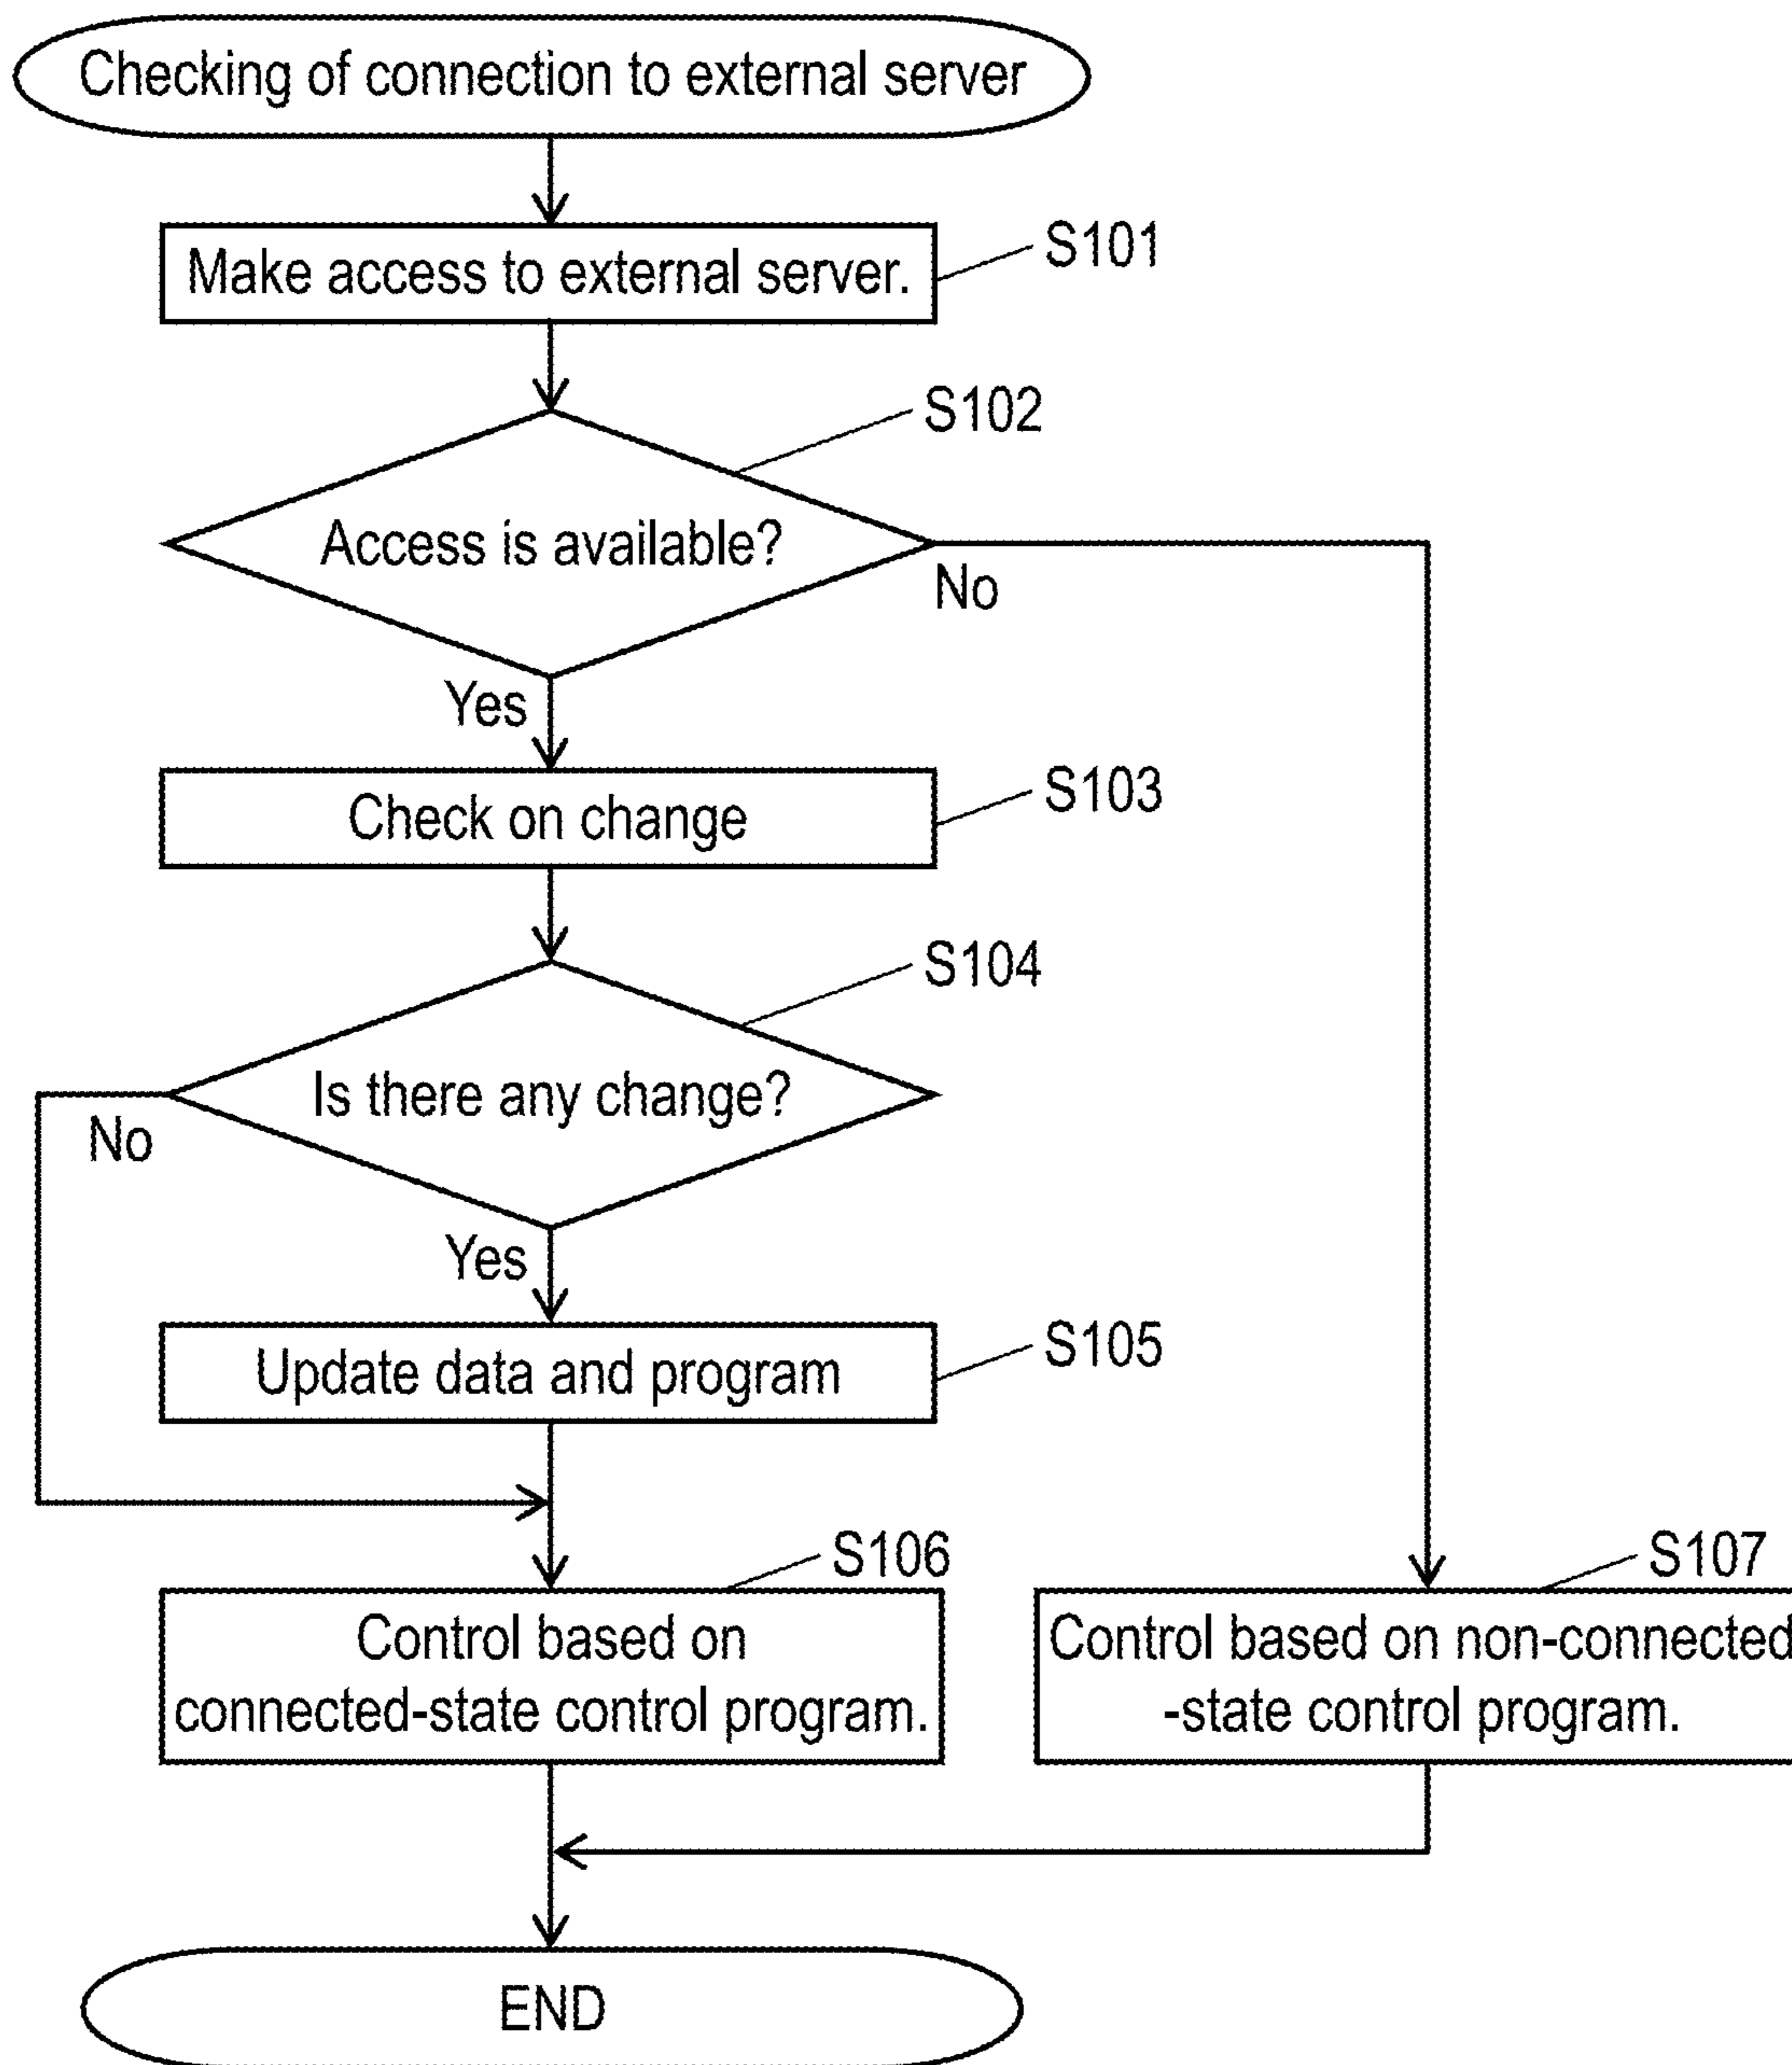 Checking of connection to external server
Make access to external server.
S101
S102
Access is available?
No
Yes
Check on change
S103
S104
Is there any change?
No
Yes
Update data and program
S105
S106
Control based on
connected-state control program.
S107
Control based on non-connected
-state control program.
END